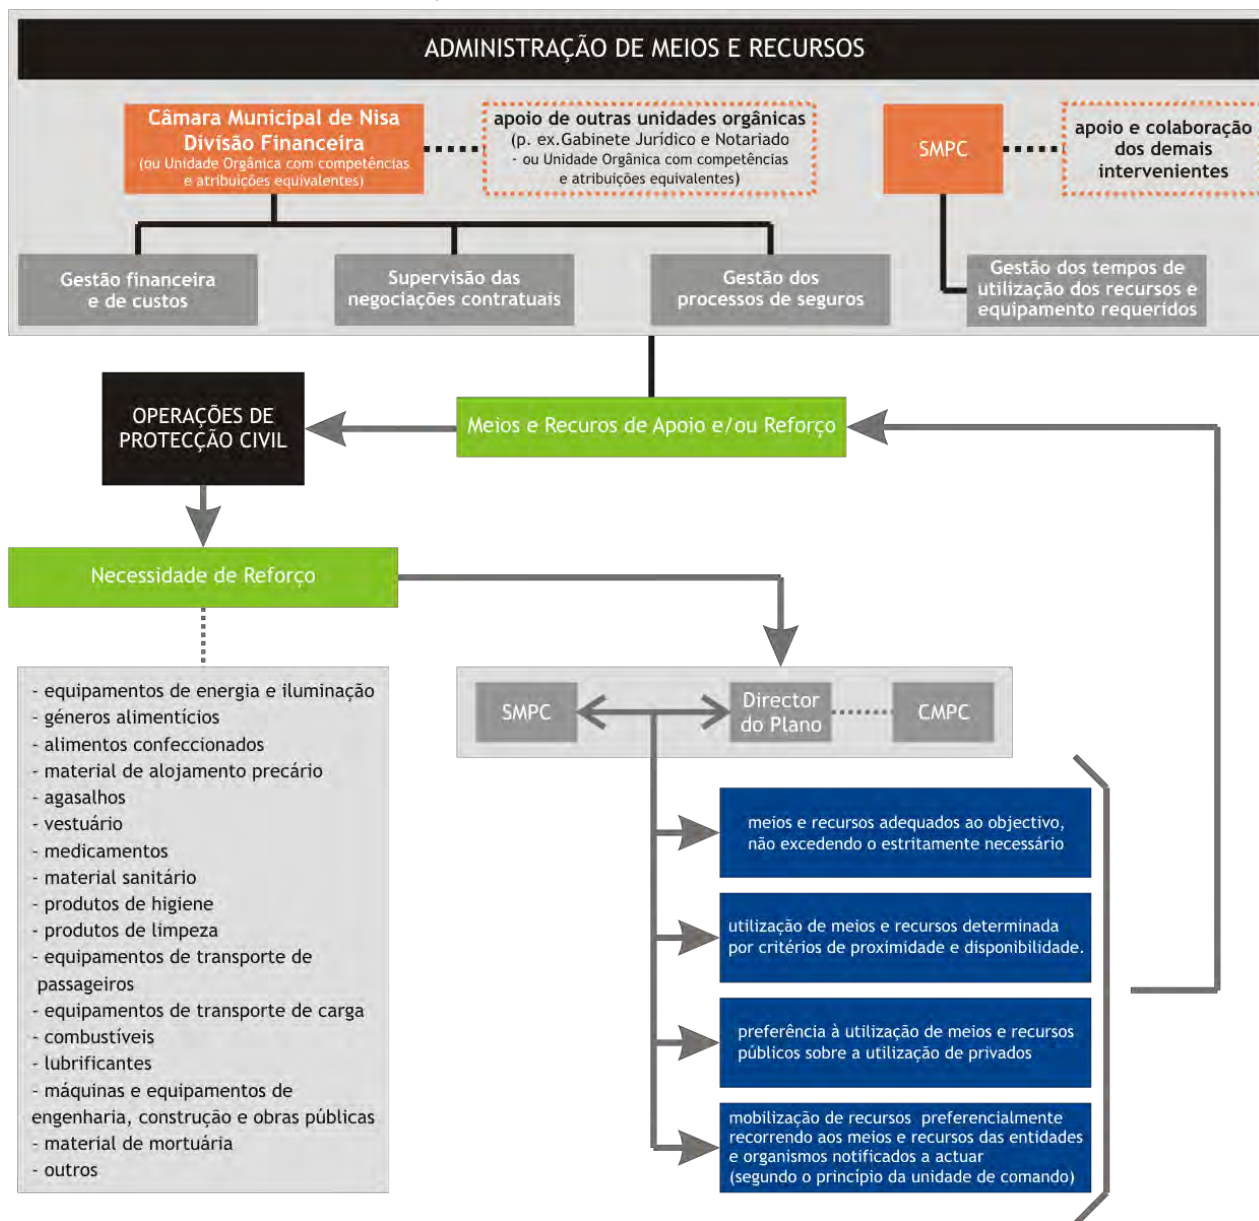 ADMINISTRAÇÃO DE MEIOS E RECURSOS
Câmara Municipal de Nisa
Divisão Financeira
(ou Unidade Orgânica com competências
e atribuições equivalentes)
apoio de outras unidades orgânicas
(p. ex.Gabinete Jurídico e Notariado
- ou Unidade Orgânica com competências
e atribuições equivalentes)
SMPC
apoio e colaboração
dos demais
intervenientes
Gestão financeira
e de custos
Supervisão das
negociações contratuais
Gestão dos
processos de seguros
Gestão dos tempos de
utilização dos recursos e
equipamento requeridos
OPERAÇÕES DE
PROTECÇÃO CIVIL
Meios e Recuros de Apoio e/ou Reforço
Necessidade de Reforço
- equipamentos de energia e iluminação
- géneros alimentícios
- alimentos confeccionados
- material de alojamento precário
- agasalhos
- vestuário
- medicamentos
- material sanitário
- produtos de higiene
- produtos de limpeza
- equipamentos de transporte de
passageiros
- equipamentos de transporte de carga
- combustíveis
- lubrificantes
- máquinas e equipamentos de
engenharia, construção e obras públicas
- material de mortuária
- outros
SMPC
Director
do Plano
CMPC
meios e recursos adequados ao objectivo,
não excedendo o estritamente necessário
utilização de meios e recursos determinada
por critérios de proximidade e disponibilidade.
preferência à utilização de meios e recursos
públicos sobre a utilização de privados
mobilização de recursos preferencialmente
recorrendo aos meios e recursos das entidades
e organismos notificados a actuar
(segundo o princípio da unidade de comando)